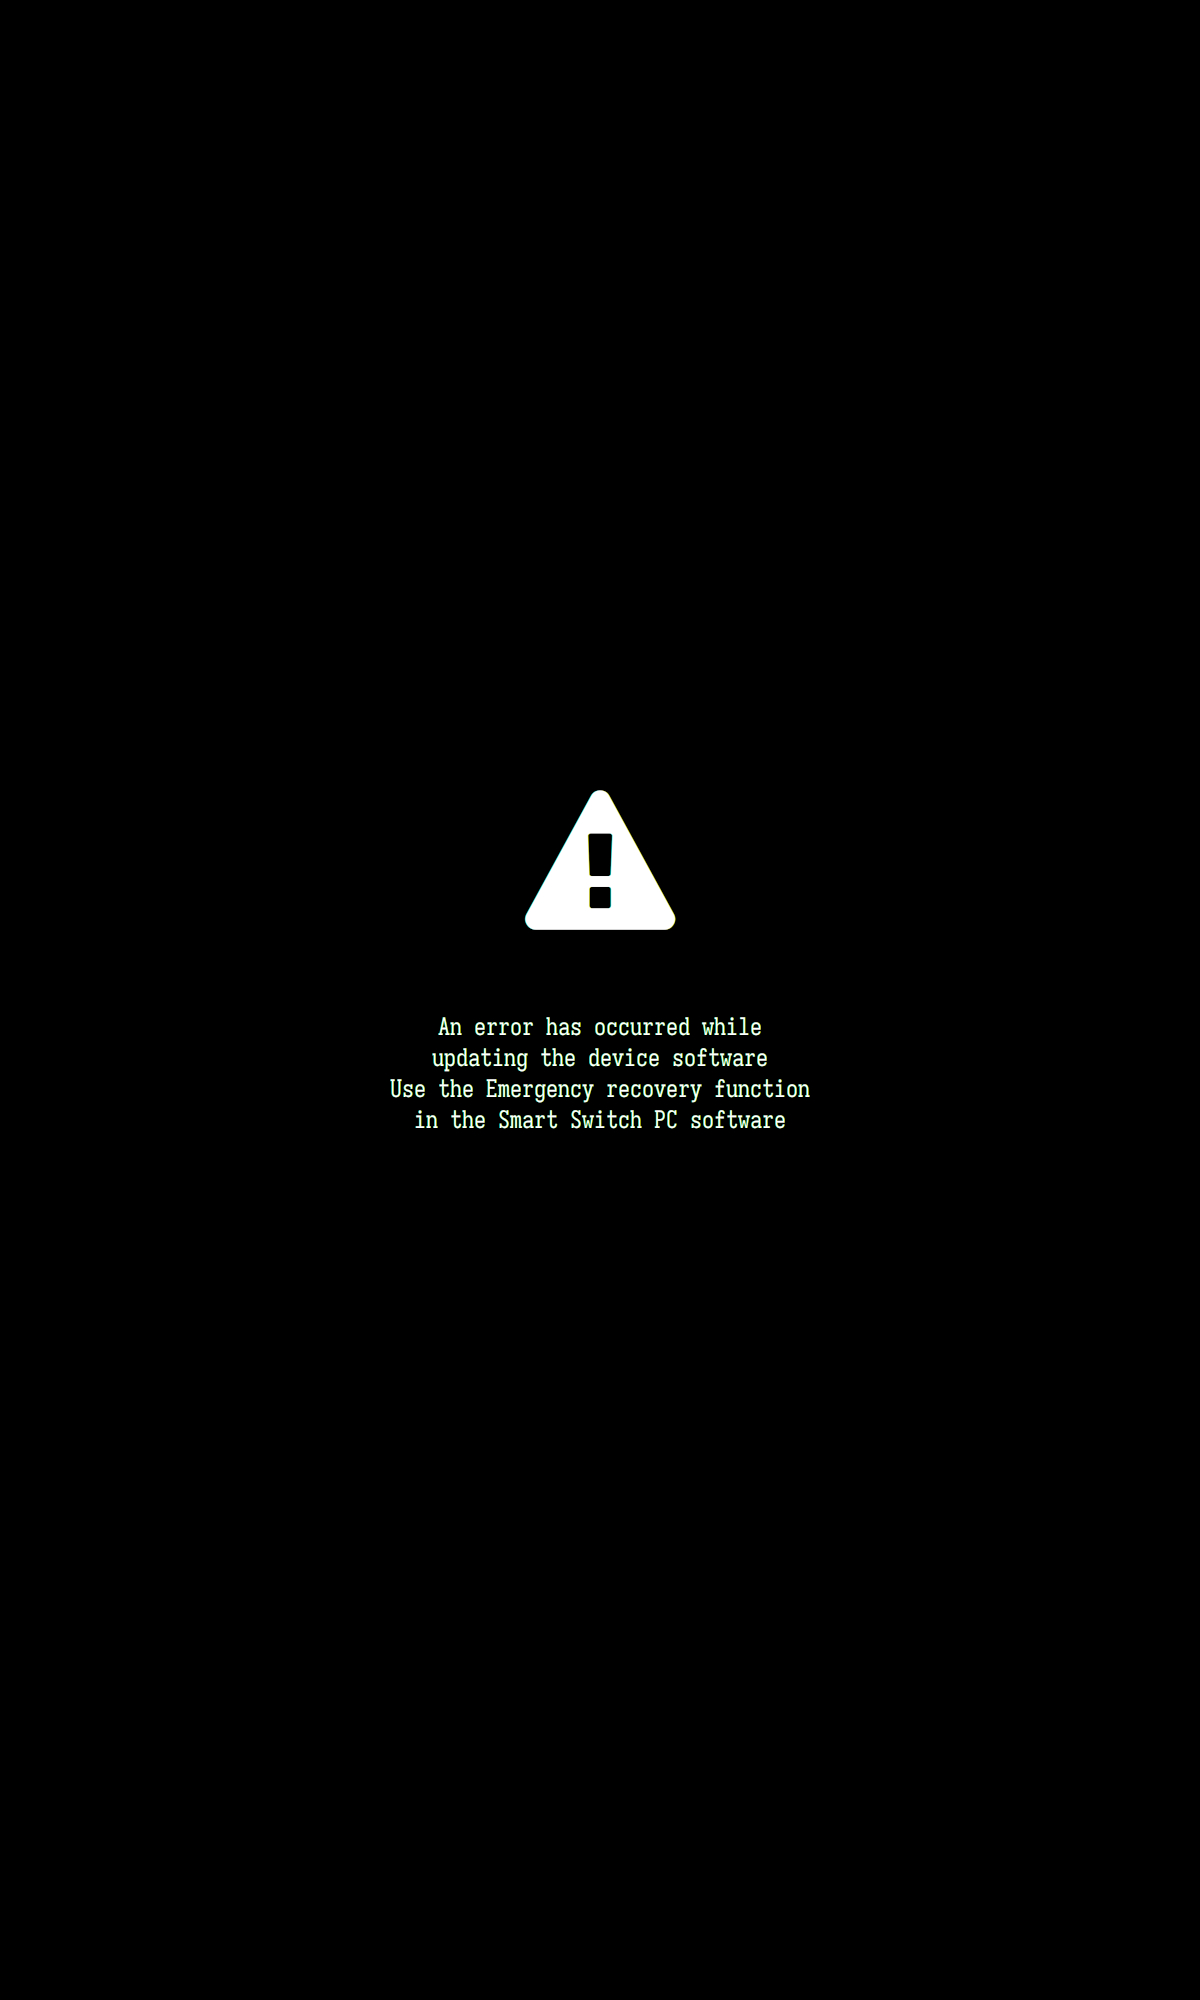 An error has occurred while
updating the device software
Use the Emergency recovery function
in the Smart Switch PC software